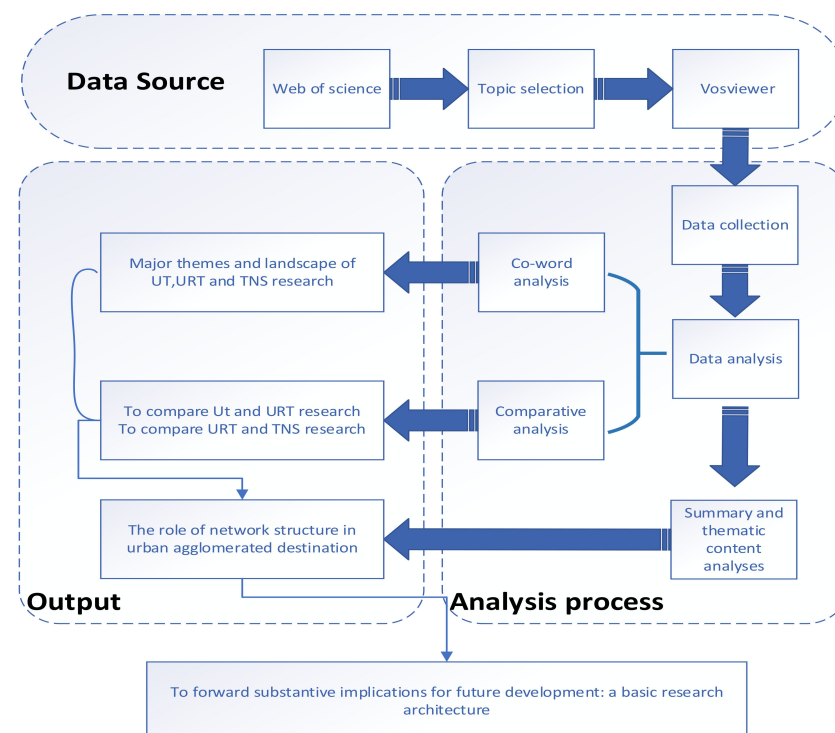 Data Source
Web of science
Topic selection
Vosviewer
Data collection
Major themes and landscape of
UT,URT and TNS research
Co-word
analysis
Data analysis
To compare Ut and URT research
To compare URT and TNS research
Comparative
analysis
Summary and
thematic
content
analyses
The role of network structure in
urban agglomerated destination
Output
Analysis process
To forward substantive implications for future development: a basic research
architecture